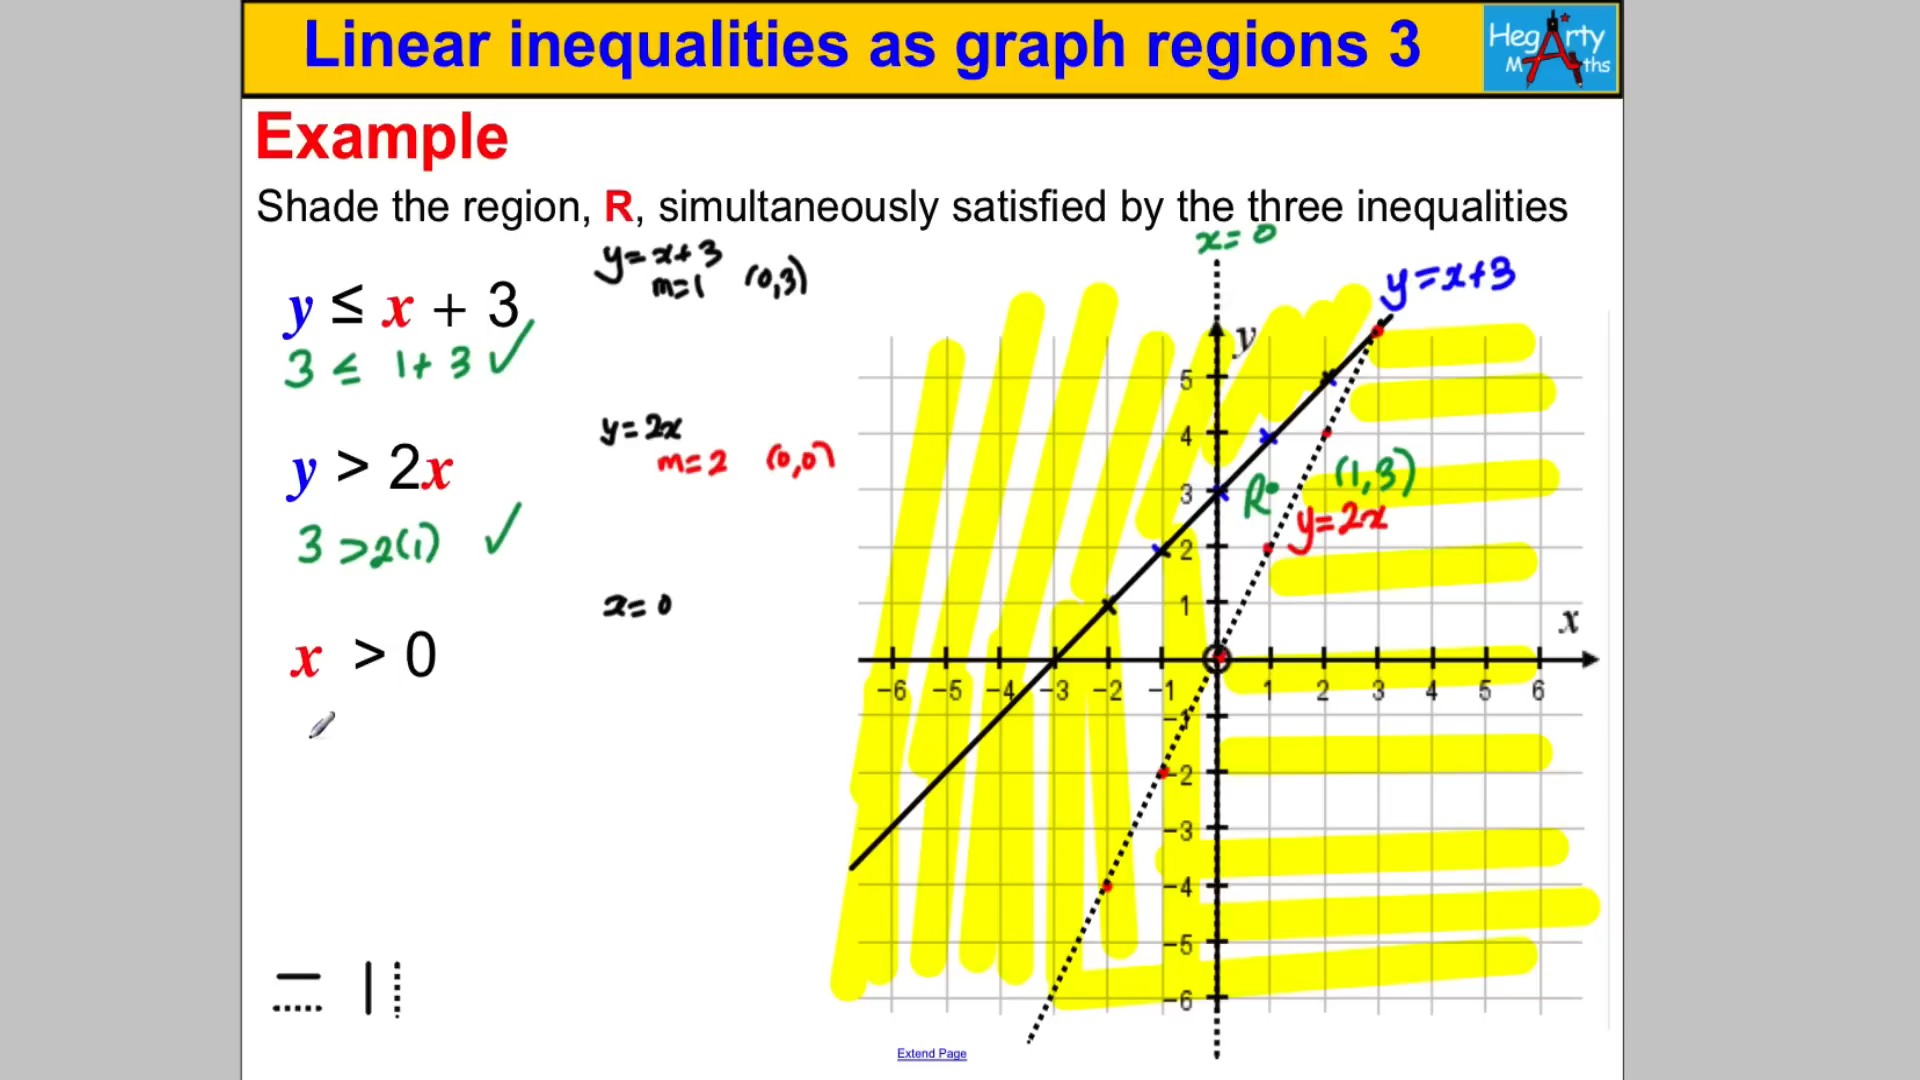 Linear inequalities as graph regions 3
HegArty
Maths
Example
Shade the region, R, simultaneously satisfied by the three inequalities
y=x+3
m=1 (0,3)
y ≤ x + 3
3 ≤ 1+3 ✓
y=2x
m=2 (0,0)
y > 2x
3 >2(1) ✓
x=0
x > 0
x=0
y=x+3
y
5
4
3
2
1
R
(1,3)
y=2x
x
−6 −5 −4 −3 −2 −1 1 2 3 4 5 6
−1
−2
−3
−4
−5
−6
Extend Page